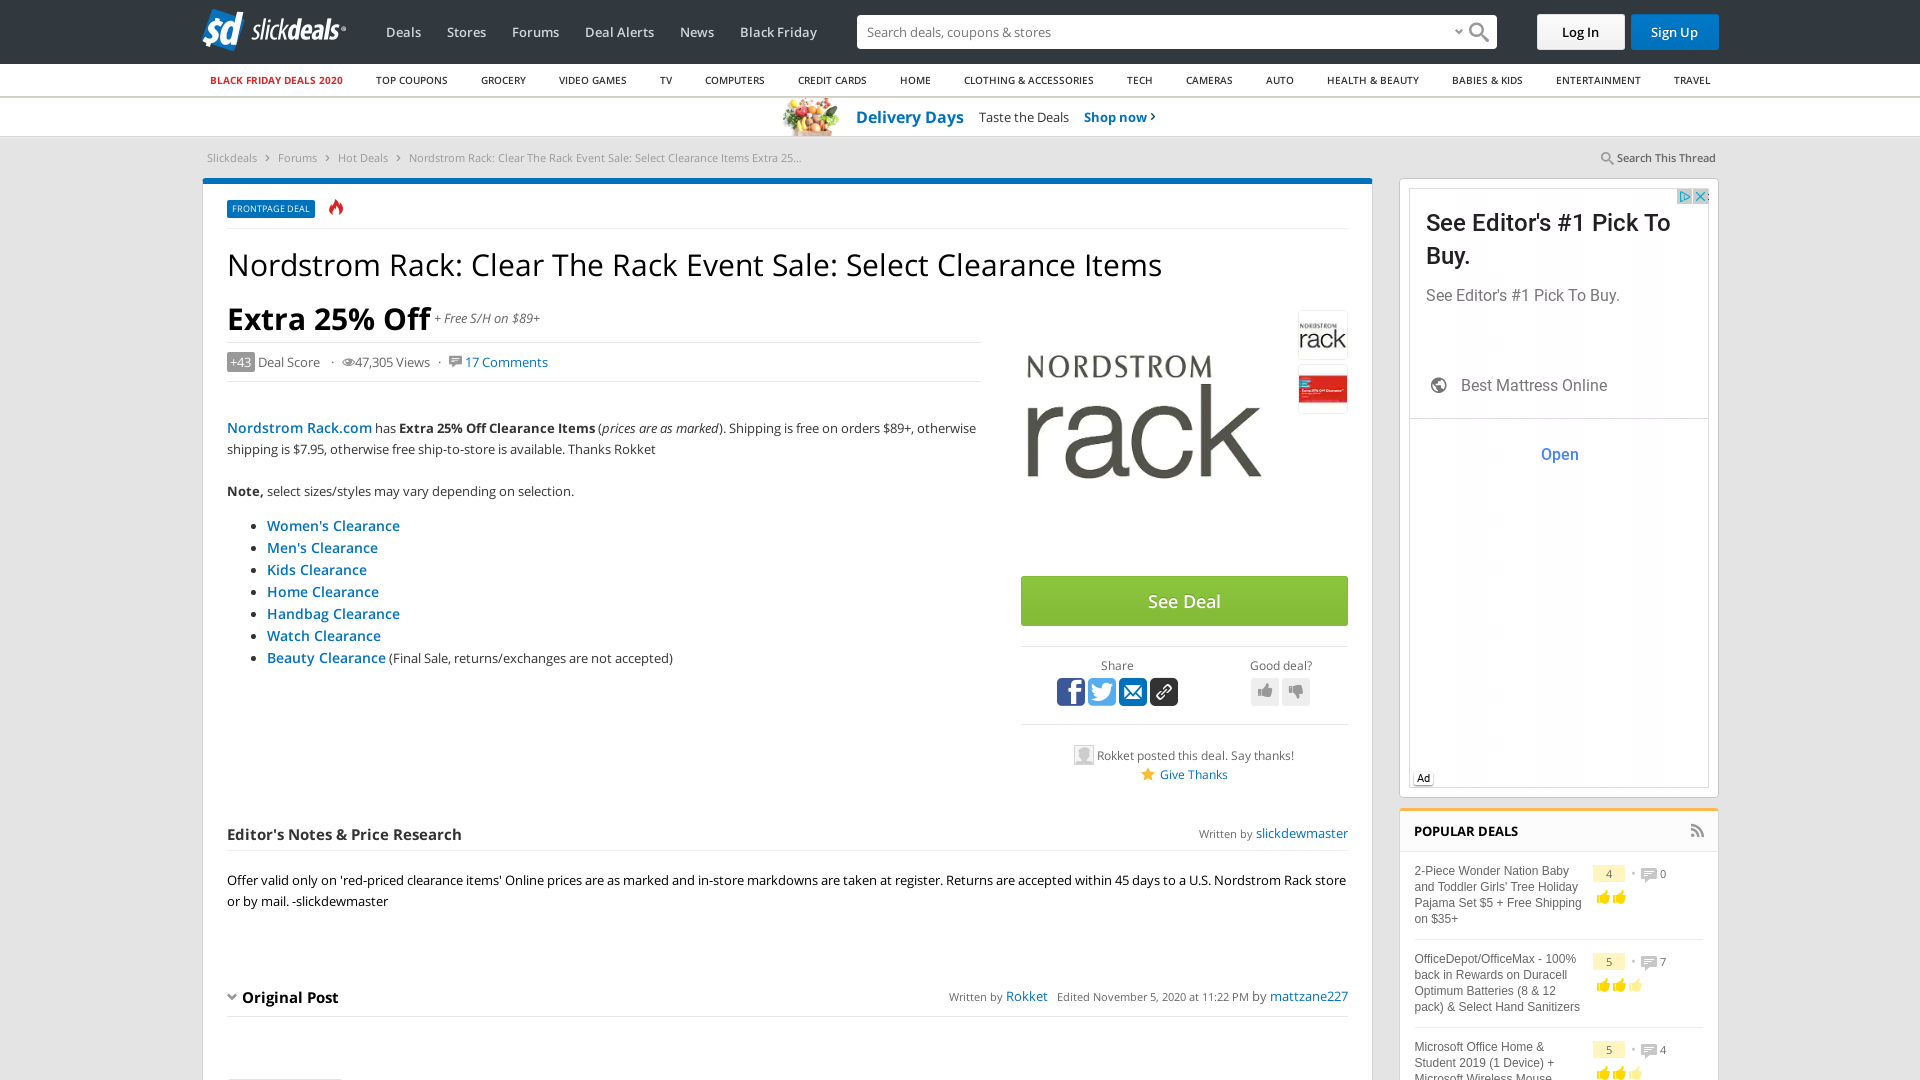 slickdeals
Deals
Stores
Forums
Deal Alerts
News
Black Friday
Search deals, coupons & stores
Log In
Sign Up
BLACK FRIDAY DEALS 2020
TOP COUPONS
GROCERY
VIDEO GAMES
TV
COMPUTERS
CREDIT CARDS
HOME
CLOTHING & ACCESSORIES
TECH
CAMERAS
AUTO
HEALTH & BEAUTY
BABIES & KIDS
ENTERTAINMENT
TRAVEL
Delivery Days Taste the Deals Shop now ›
Slickdeals › Forums › Hot Deals › Nordstrom Rack: Clear The Rack Event Sale: Select Clearance Items Extra 25...
Search This Thread
FRONTPAGE DEAL
Nordstrom Rack: Clear The Rack Event Sale: Select Clearance Items
Extra 25% Off + Free S/H on $89+
+43 Deal Score · 47,305 Views · 17 Comments
Nordstrom Rack.com has Extra 25% Off Clearance Items (prices are as marked). Shipping is free on orders $89+, otherwise
shipping is $7.95, otherwise free ship-to-store is available. Thanks Rokket
Note, select sizes/styles may vary depending on selection.
• Women's Clearance
• Men's Clearance
• Kids Clearance
• Home Clearance
• Handbag Clearance
• Watch Clearance
• Beauty Clearance (Final Sale, returns/exchanges are not accepted)
NORDSTROM
rack
NORDSTROM
rack
See Deal
Share
Good deal?
Rokket posted this deal. Say thanks!
Give Thanks
Editor's Notes & Price Research
Written by slickdewmaster
Offer valid only on 'red-priced clearance items' Online prices are as marked and in-store markdowns are taken at register. Returns are accepted within 45 days to a U.S. Nordstrom Rack store
or by mail. -slickdewmaster
Original Post
Written by Rokket Edited November 5, 2020 at 11:22 PM by mattzane227
See Editor's #1 Pick To
Buy.
See Editor's #1 Pick To Buy.
Best Mattress Online
Open
Ad
POPULAR DEALS
2-Piece Wonder Nation Baby
and Toddler Girls' Tree Holiday
Pajama Set $5 + Free Shipping
on $35+
4 • 0
OfficeDepot/OfficeMax - 100%
back in Rewards on Duracell
Optimum Batteries (8 & 12
pack) & Select Hand Sanitizers
5 • 7
Microsoft Office Home &
Student 2019 (1 Device) +
Microsoft Wireless Mouse
5 • 4